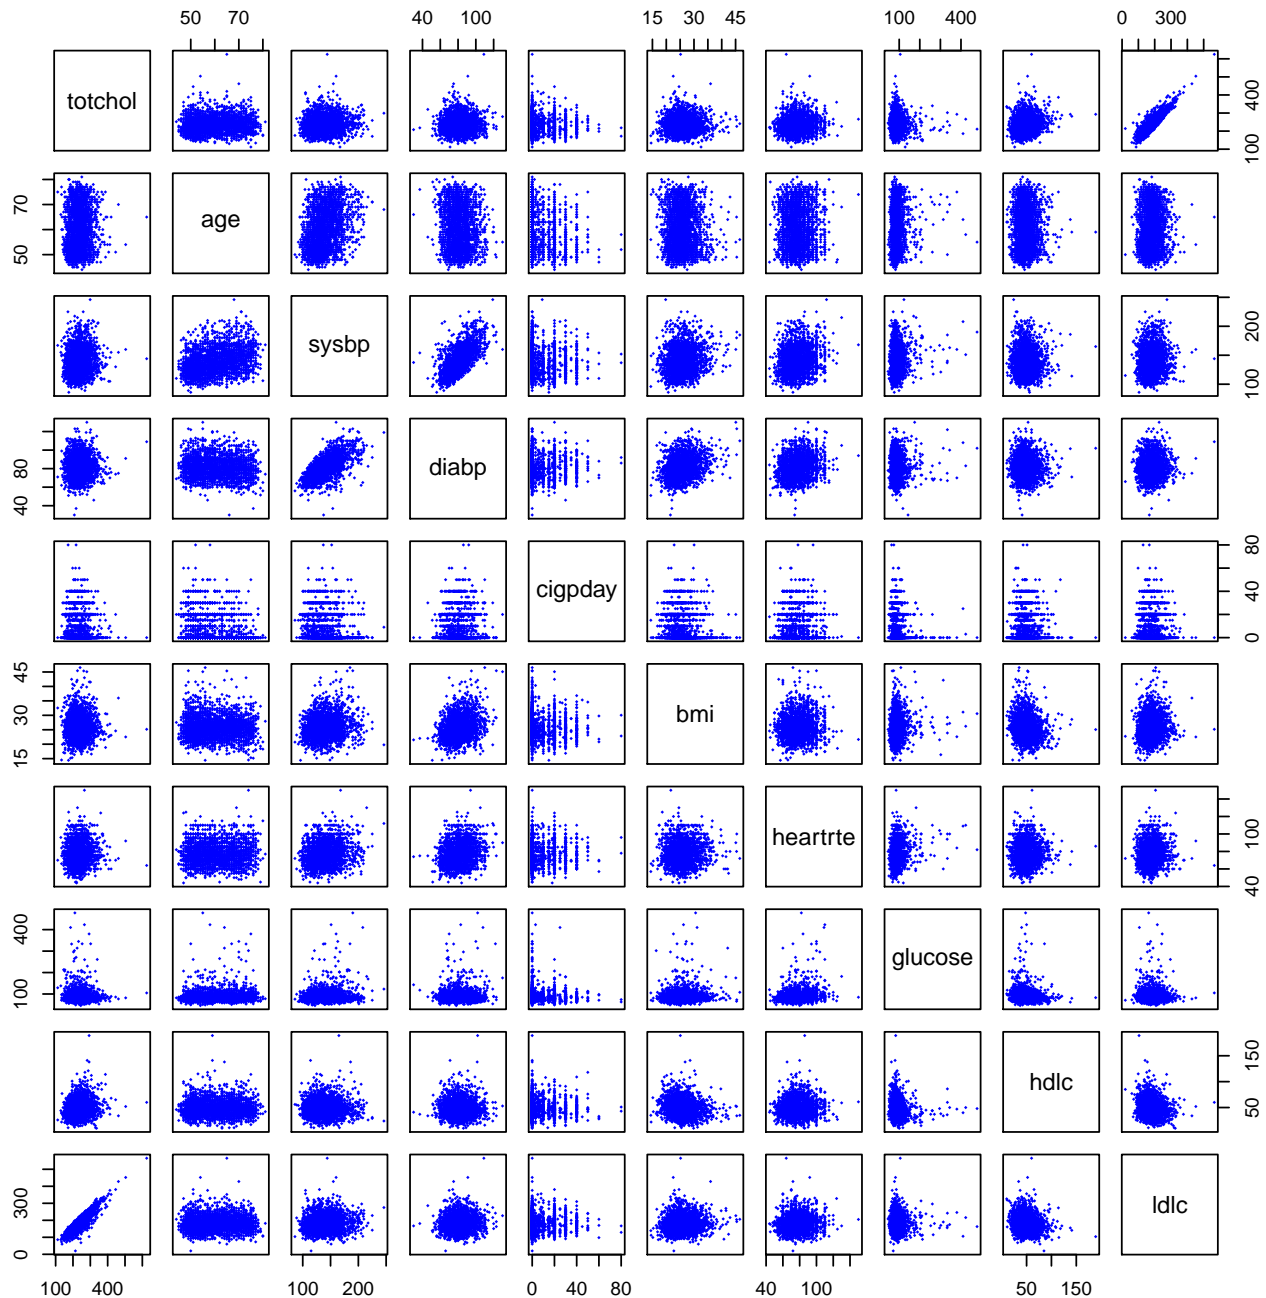 50 70 40 100 15 30 45 100 400 0 300
totchol 100 400
50 70 age
sysbp 100 200
40 80 diabp
cigpday 0 40 80
15 30 45 bmi
heartrte 40 100
100 400 glucose
hdlc 50 150
0 300 ldlc
100 400 100 200 0 40 80 40 100 50 150